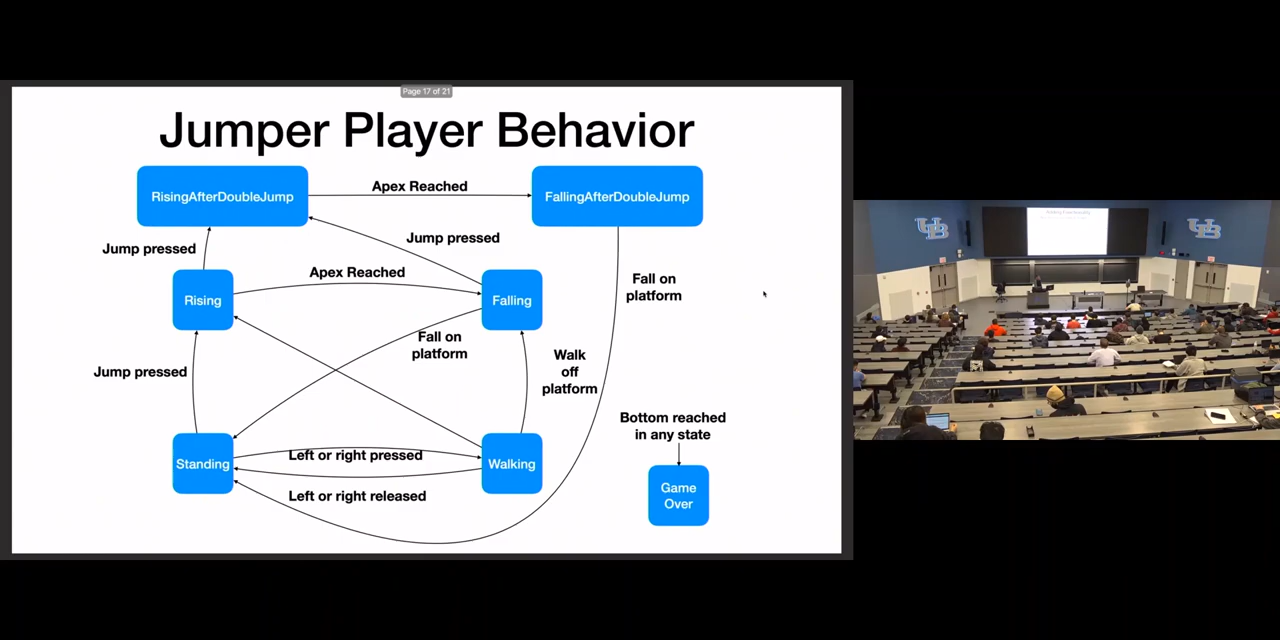 Page 17 of 21
Jumper Player Behavior
RisingAfterDoubleJump
Apex Reached
FallingAfterDoubleJump
Jump pressed
Jump pressed
Rising
Apex Reached
Falling
Fall on
platform
Fall on
platform
Jump pressed
Walk
off
platform
Bottom reached
in any state
Standing
Left or right pressed
Walking
Left or right released
Game
Over
UB
UB